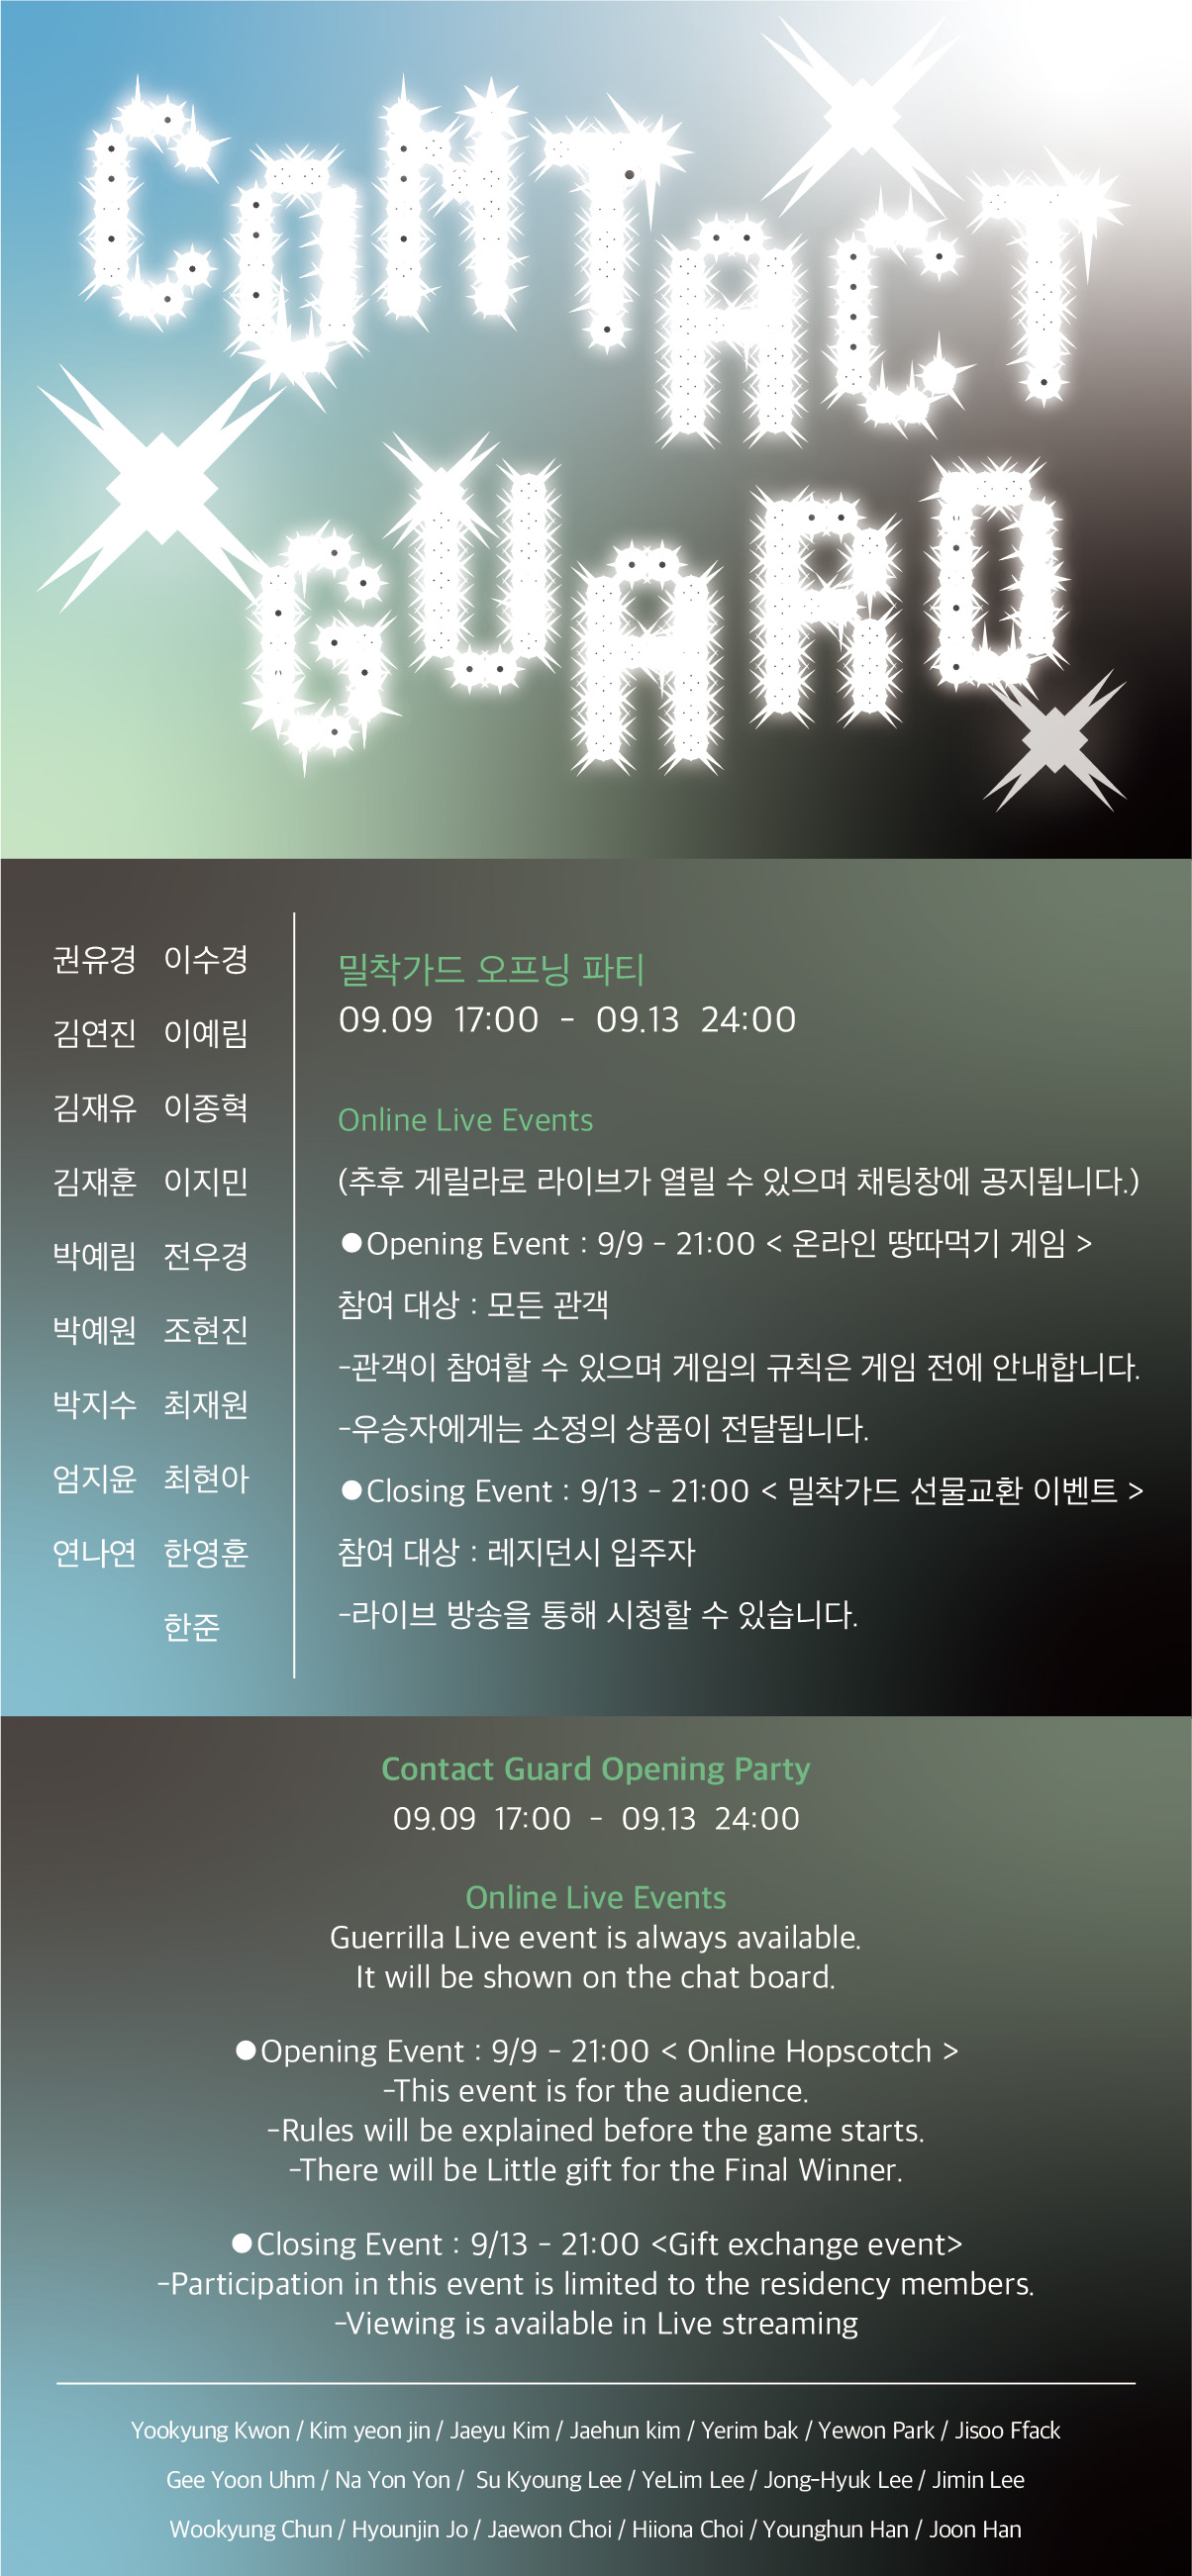 CONTACT
GUARD
권유경 이수경
김연진 이예림
김재유 이종혁
김재훈 이지민
박예림 전우경
박예원 조현진
박지수 최재원
엄지윤 최현아
연나연 한영훈
한준
밀착가드 오프닝 파티
09.09 17:00 - 09.13 24:00
Online Live Events
(추후 게릴라로 라이브가 열릴 수 있으며 채팅창에 공지됩니다.)
●Opening Event : 9/9 - 21:00 < 온라인 땅따먹기 게임 >
참여 대상 : 모든 관객
-관객이 참여할 수 있으며 게임의 규칙은 게임 전에 안내합니다.
-우승자에게는 소정의 상품이 전달됩니다.
●Closing Event : 9/13 - 21:00 < 밀착가드 선물교환 이벤트 >
참여 대상 : 레지던시 입주자
-라이브 방송을 통해 시청할 수 있습니다.
Contact Guard Opening Party
09.09 17:00 - 09.13 24:00
Online Live Events
Guerrilla Live event is always available.
It will be shown on the chat board.
●Opening Event : 9/9 - 21:00 < Online Hopscotch >
-This event is for the audience.
-Rules will be explained before the game starts.
-There will be Little gift for the Final Winner.
●Closing Event : 9/13 - 21:00 <Gift exchange event>
-Participation in this event is limited to the residency members.
-Viewing is available in Live streaming
Yookyung Kwon / Kim yeon jin / Jaeyu Kim / Jaehun kim / Yerim bak / Yewon Park / Jisoo Ffack
Gee Yoon Uhm / Na Yon Yon / Su Kyoung Lee / YeLim Lee / Jong-Hyuk Lee / Jimin Lee
Wookyung Chun / Hyounjin Jo / Jaewon Choi / Hiiona Choi / Younghun Han / Joon Han